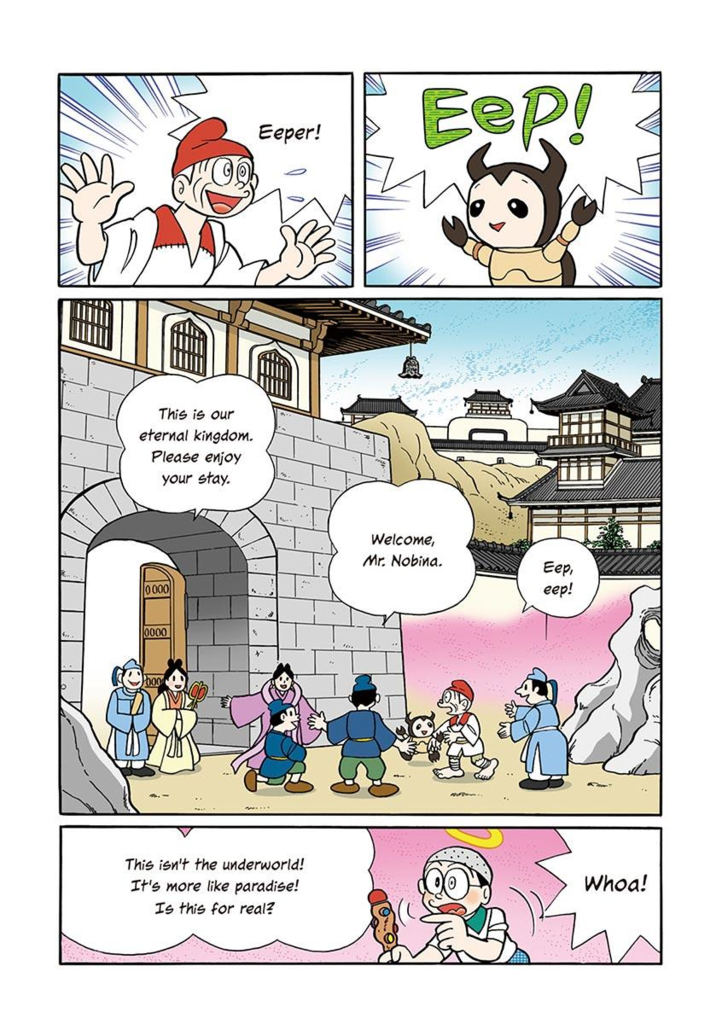 Eeper!
Eep!
This is our
eternal kingdom.
Please enjoy
your stay.
Welcome,
Mr. Nobina.
Eep,
eep!
This isn't the underworld!
It's more like paradise!
Is this for real?
Whoa!